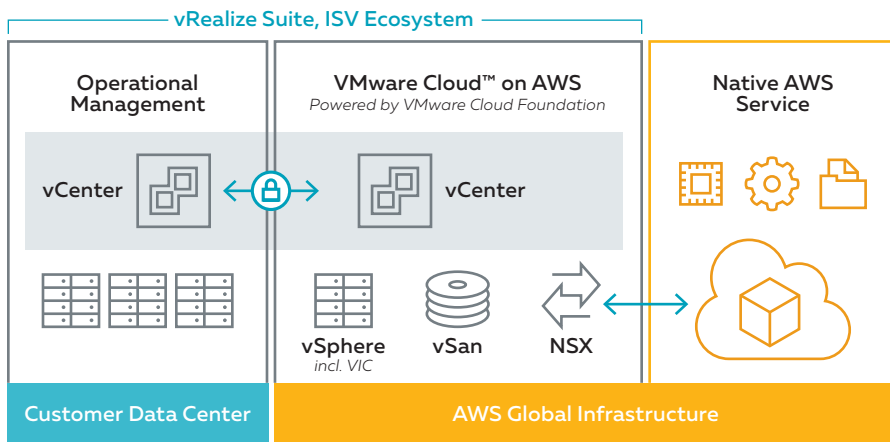 vRealize Suite, ISV Ecosystem
Operational
Management
VMware Cloud™ on AWS
Powered by VMware Cloud Foundation
Native AWS
Service
vCenter
vCenter
vSphere
incl. VIC
vSan
NSX
Customer Data Center
AWS Global Infrastructure